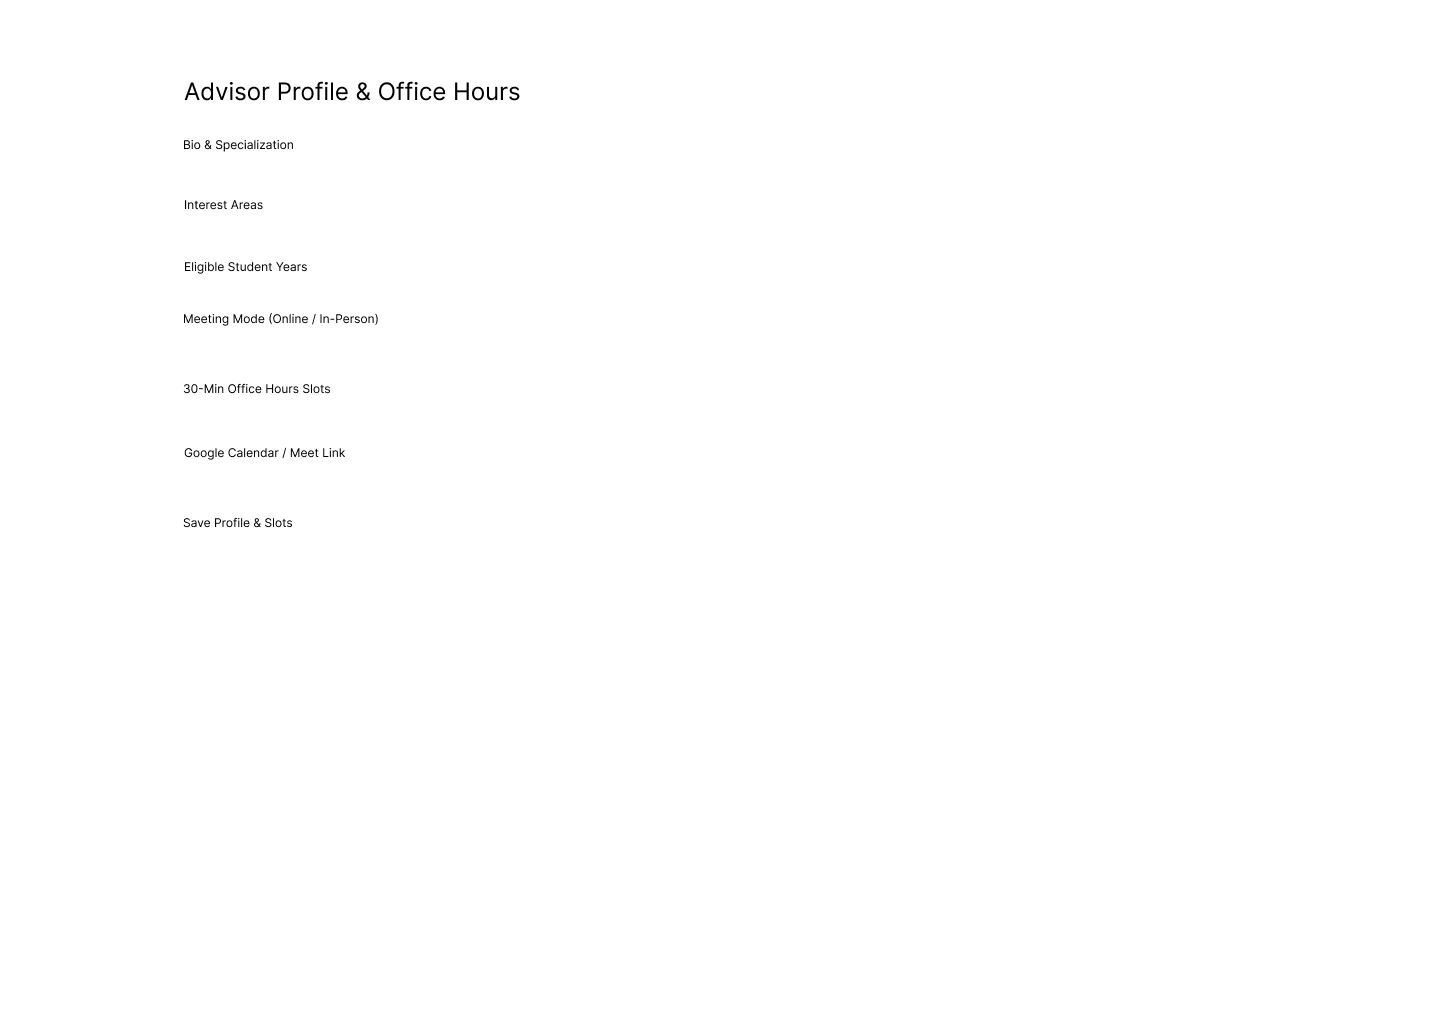 Advisor Profile & Office Hours
Bio & Specialization
Interest Areas
Eligible Student Years
Meeting Mode (Online / In-Person)
30-Min Office Hours Slots
Google Calendar / Meet Link
Save Profile & Slots